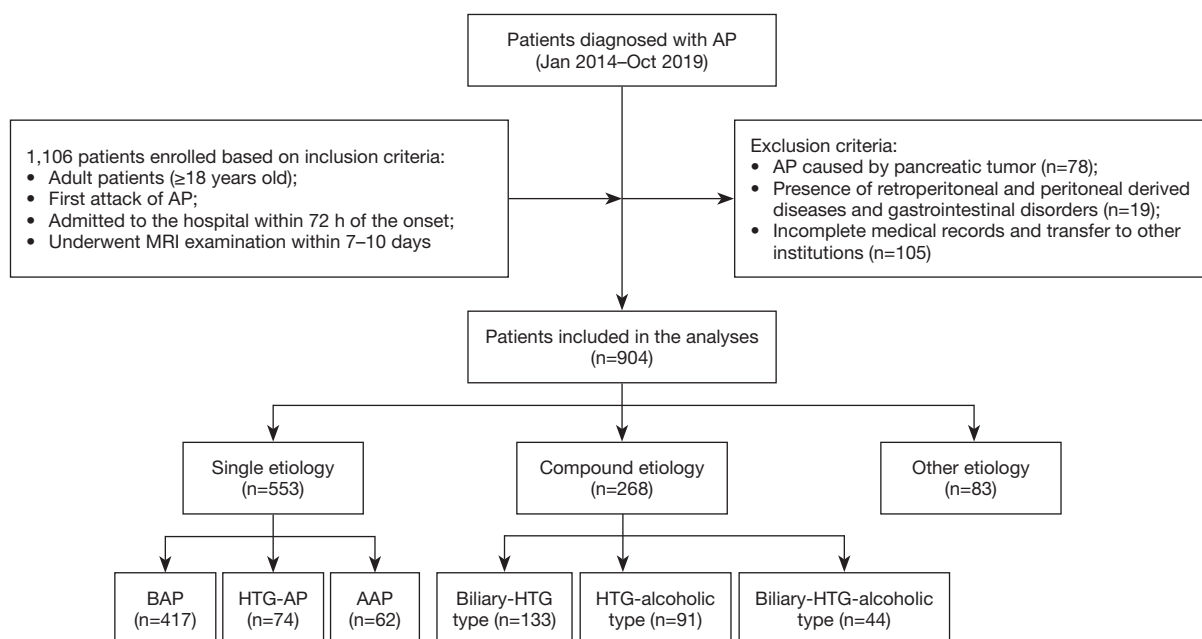 Patients diagnosed with AP
(Jan 2014–Oct 2019)
1,106 patients enrolled based on inclusion criteria:
• Adult patients (≥18 years old);
• First attack of AP;
• Admitted to the hospital within 72 h of the onset;
• Underwent MRI examination within 7–10 days
Exclusion criteria:
• AP caused by pancreatic tumor (n=78);
• Presence of retroperitoneal and peritoneal derived
diseases and gastrointestinal disorders (n=19);
• Incomplete medical records and transfer to other
institutions (n=105)
Patients included in the analyses
(n=904)
Single etiology
(n=553)
Compound etiology
(n=268)
Other etiology
(n=83)
BAP
(n=417)
HTG-AP
(n=74)
AAP
(n=62)
Biliary-HTG
type (n=133)
HTG-alcoholic
type (n=91)
Biliary-HTG-alcoholic
type (n=44)